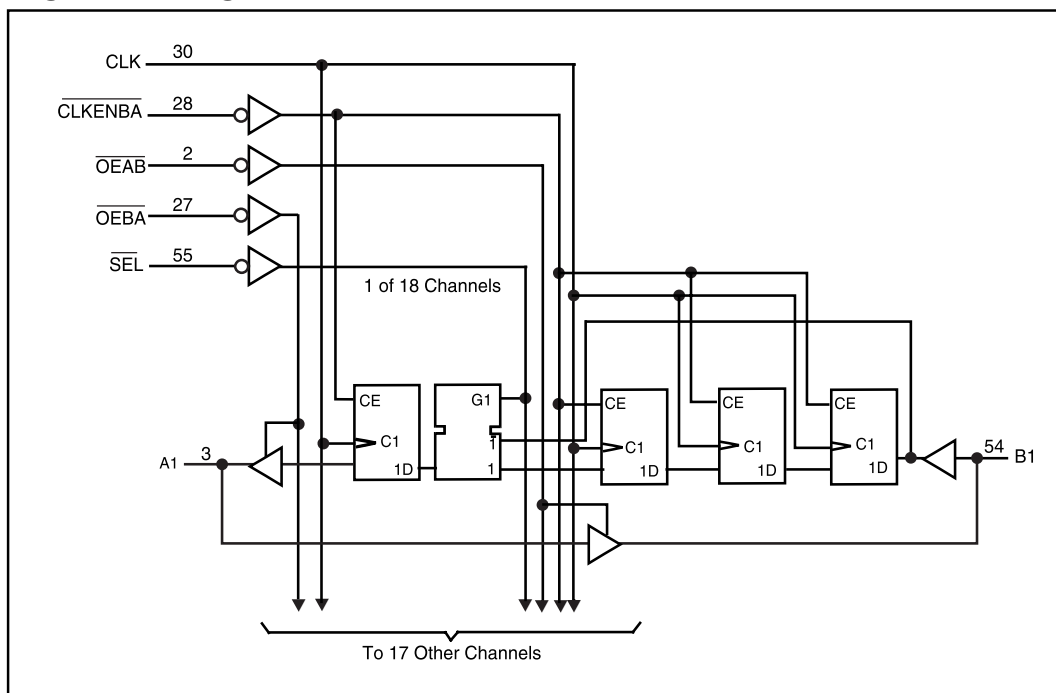 CLK 30
CLKENBA 28
OEAB 2
OEBA 27
SEL 55
1 of 18 Channels
CE
C1
1D
G1
1
1
CE
C1
1D
CE
C1
1D
CE
C1
1D
A1 3
54 B1
To 17 Other Channels